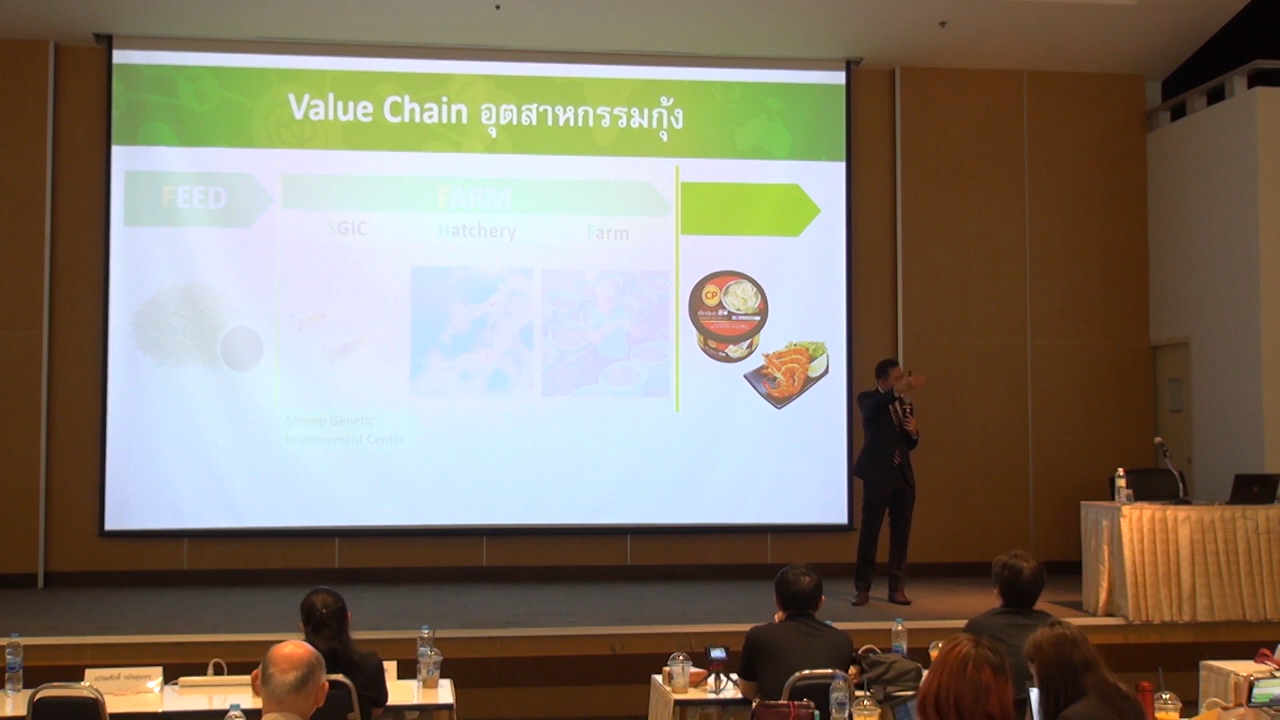 Value Chain อุตสาหกรรมกุ้ง
FEED
FARM
SGIC
Hatchery
Farm
CP
Shrimp Genetic
Improvement Center